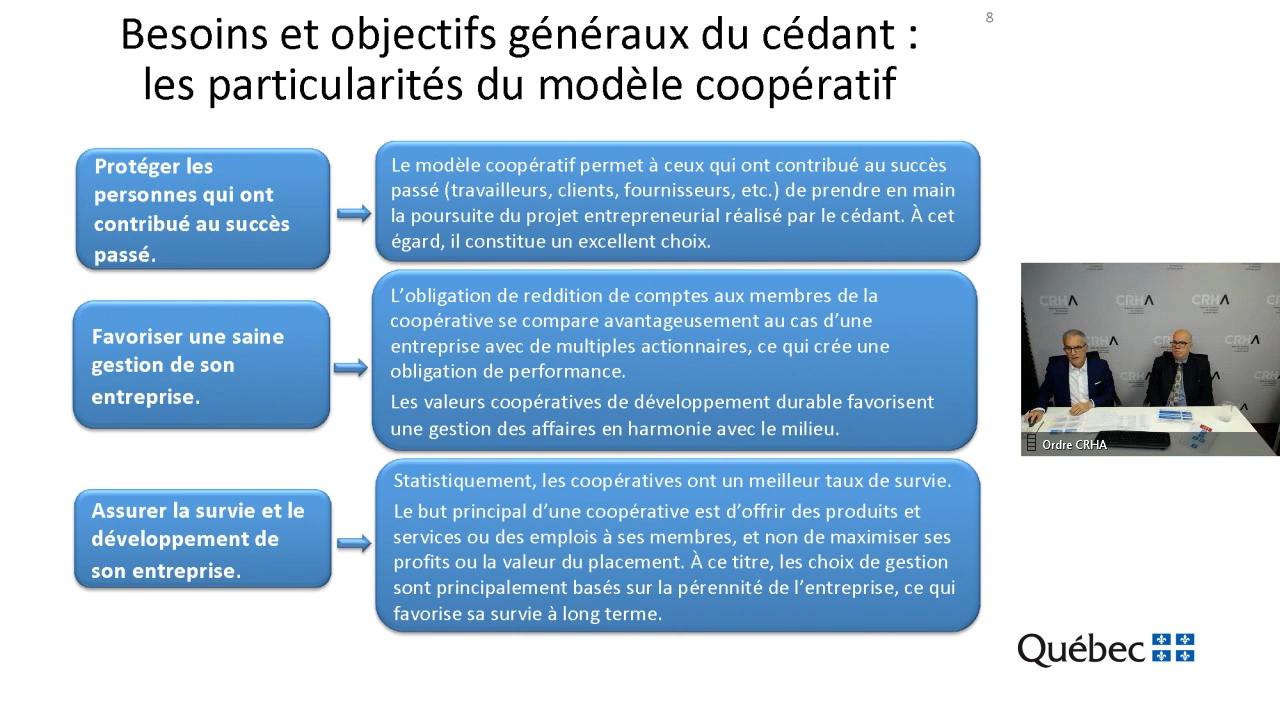 8
Besoins et objectifs généraux du cédant :
les particularités du modèle coopératif
Protéger les
personnes qui ont
contribué au succès
passé.
Le modèle coopératif permet à ceux qui ont contribué au succès
passé (travailleurs, clients, fournisseurs, etc.) de prendre en main
la poursuite du projet entrepreneurial réalisé par le cédant. À cet
égard, il constitue un excellent choix.
Favoriser une saine
gestion de son
entreprise.
L’obligation de reddition de comptes aux membres de la
coopérative se compare avantageusement au cas d’une
entreprise avec de multiples actionnaires, ce qui crée une
obligation de performance.
Les valeurs coopératives de développement durable favorisent
une gestion des affaires en harmonie avec le milieu.
Assurer la survie et le
développement de
son entreprise.
Statistiquement, les coopératives ont un meilleur taux de survie.
Le but principal d’une coopérative est d’offrir des produits et
services ou des emplois à ses membres, et non de maximiser ses
profits ou la valeur du placement. À ce titre, les choix de gestion
sont principalement basés sur la pérennité de l’entreprise, ce qui
favorise sa survie à long terme.
CRHA CRHA CRHA
Ordre CRHA
Québec